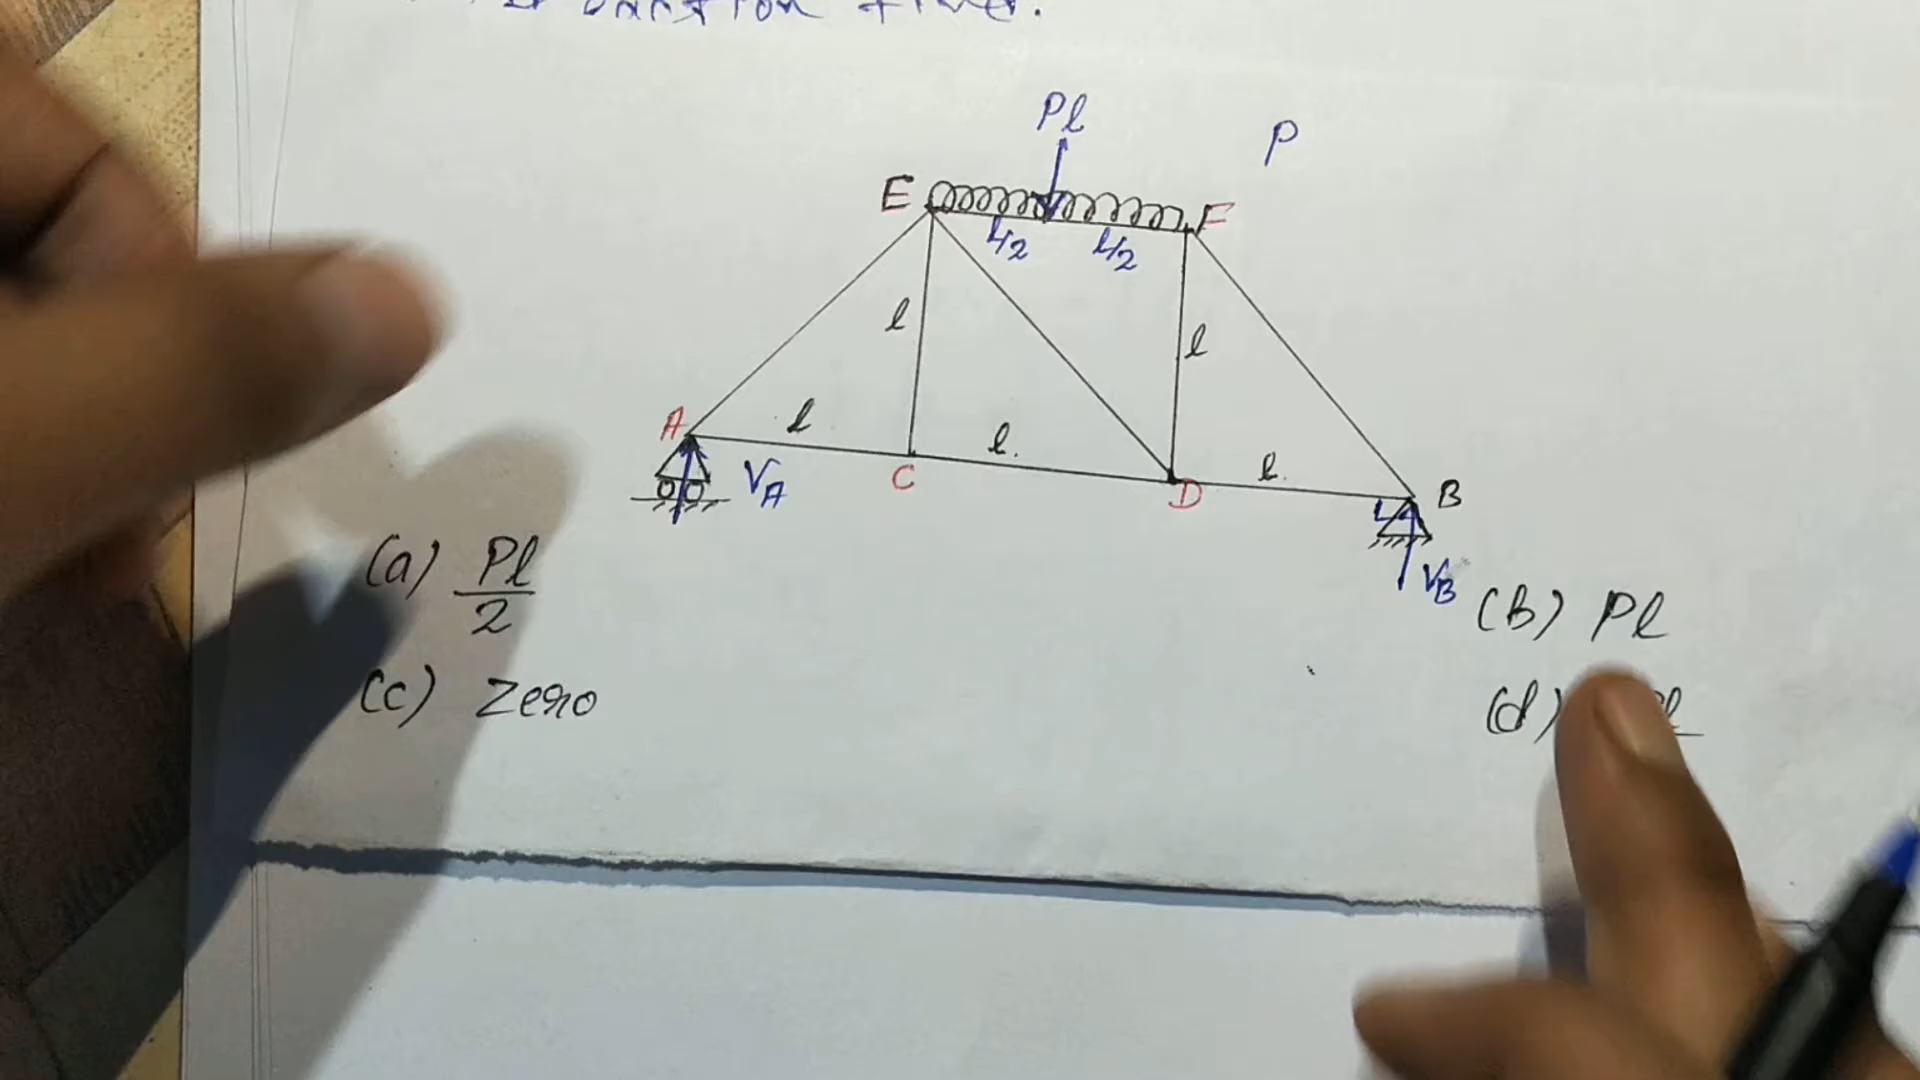 Pl
P
E
F
L/2
L/2
l
l
A
l
l.
l
C
D
B
VA
VB
(a) Pl/2
(B) Pl
(c) Zero
(d)